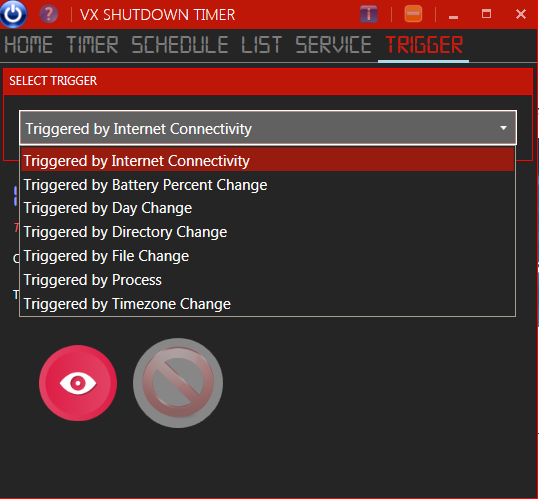 VX SHUTDOWN TIMER
HOME TIMER SCHEDULE LIST SERVICE TRIGGER
SELECT TRIGGER
Triggered by Internet Connectivity
Triggered by Internet Connectivity
Triggered by Battery Percent Change
Triggered by Day Change
Triggered by Directory Change
Triggered by File Change
Triggered by Process
Triggered by Timezone Change